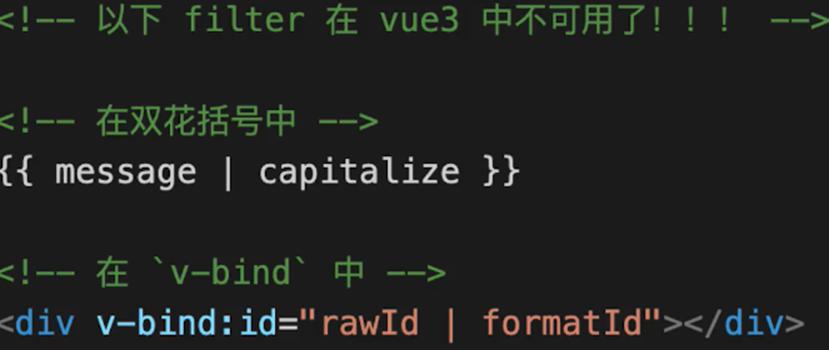 <!-- 以下 filter 在 vue3 中不可用了！！！ -->
<!-- 在双花括号中 -->
{{ message | capitalize }}
<!-- 在 `v-bind` 中 -->
<div v-bind:id="rawId | formatId"></div>